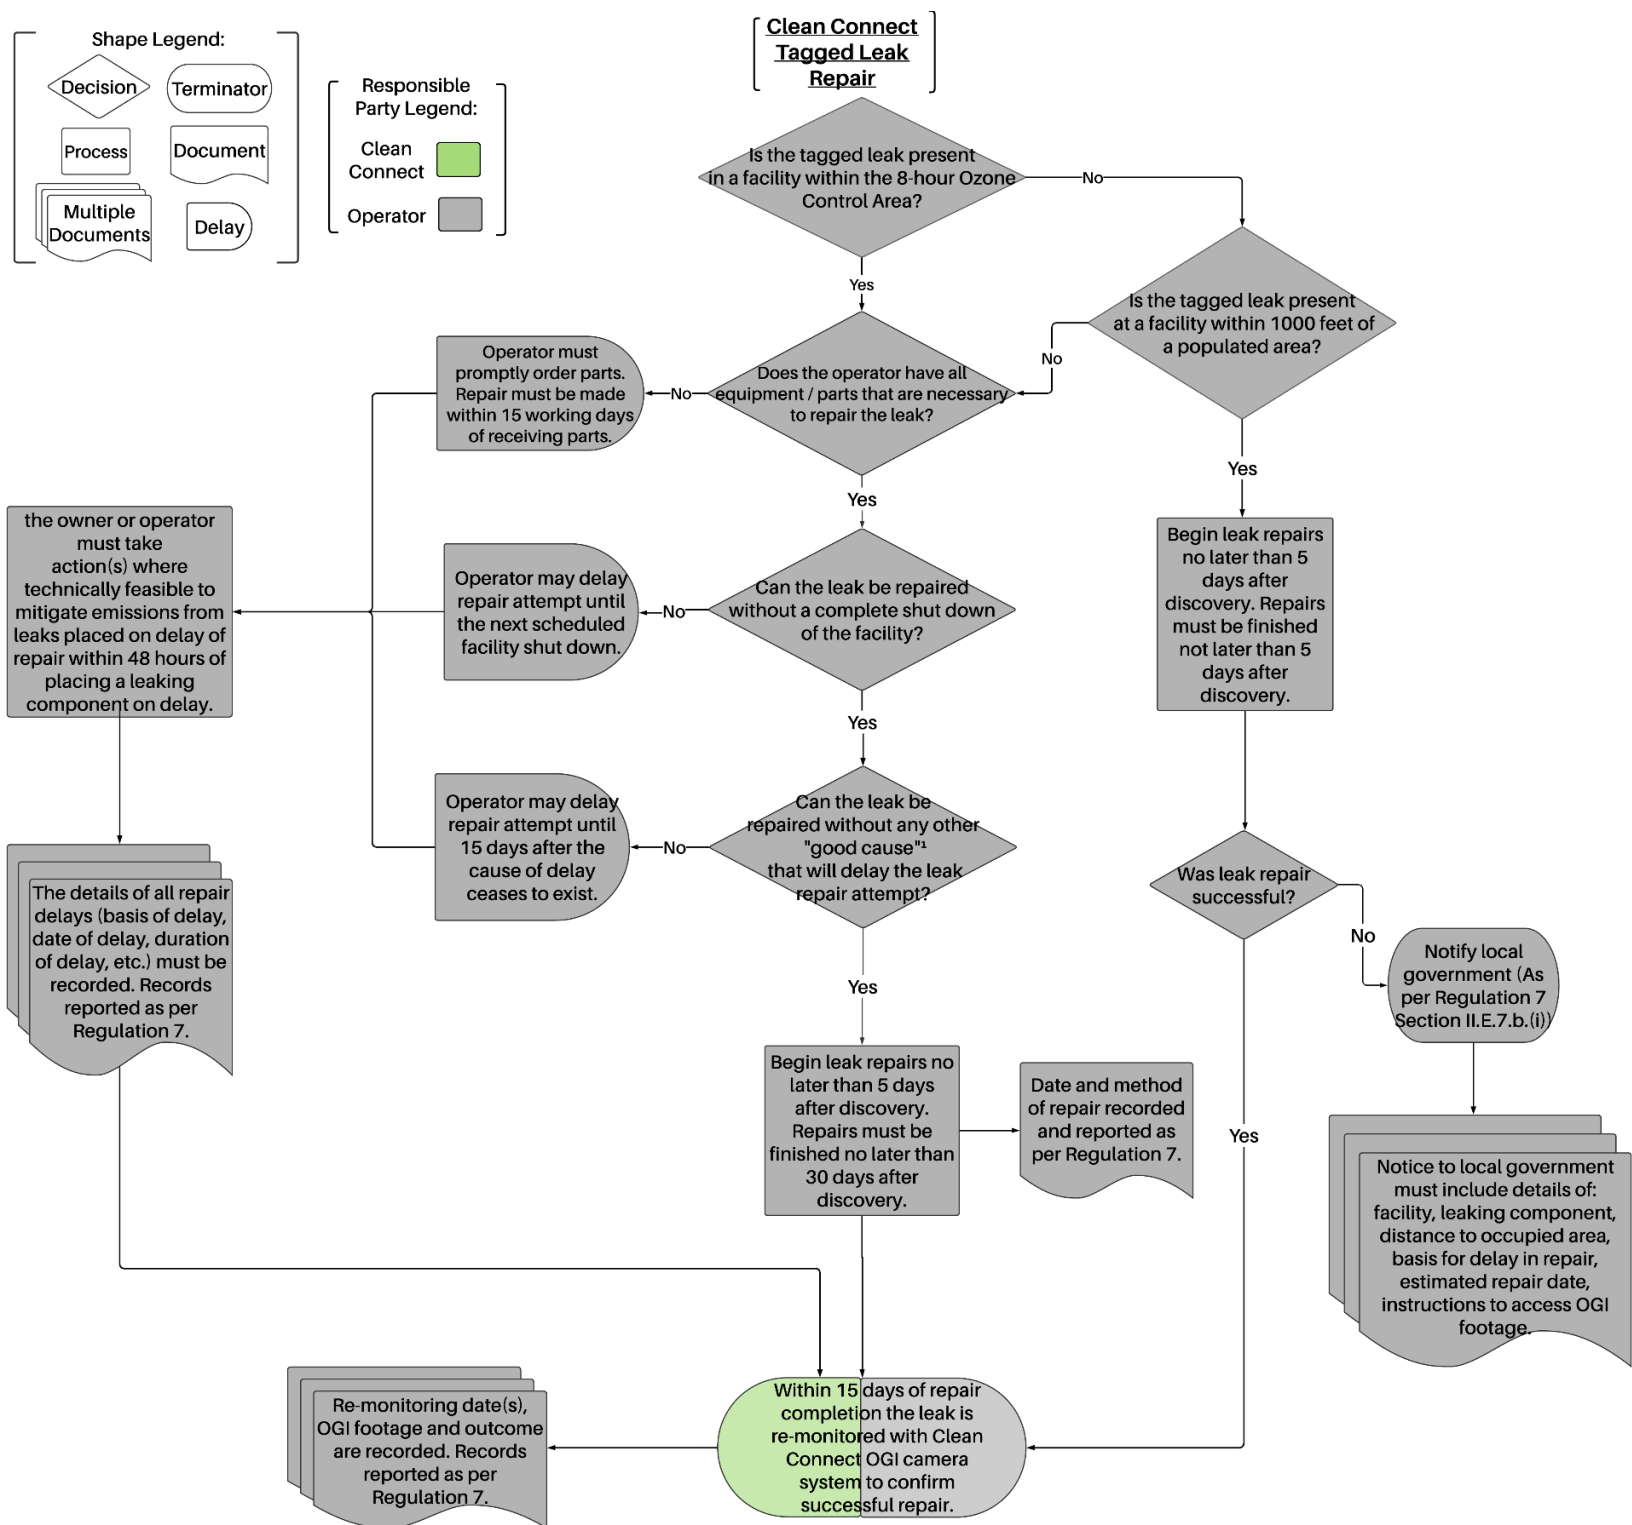 Shape Legend:
Decision
Terminator
Process
Document
Multiple
Documents
Delay
Responsible
Party Legend:
Clean
Connect
Operator
Clean Connect
Tagged Leak
Repair
Is the tagged leak present
in a facility within the 8-hour Ozone
Control Area?
No
Yes
Is the tagged leak present
at a facility within 1000 feet of
a populated area?
No
Yes
Does the operator have all
equipment / parts that are necessary
to repair the leak?
No
Operator must
promptly order parts.
Repair must be made
within 15 working days
of receiving parts.
Yes
Can the leak be repaired
without a complete shut down
of the facility?
No
Operator may delay
repair attempt until
the next scheduled
facility shut down.
the owner or operator
must take
action(s) where
technically feasible to
mitigate emissions from
leaks placed on delay of
repair within 48 hours of
placing a leaking
component on delay.
Begin leak repairs
no later than 5
days after
discovery. Repairs
must be finished
not later than 5
days after
discovery.
Yes
Can the leak be
repaired without any other
"good cause"¹
that will delay the leak
repair attempt?
No
Operator may delay
repair attempt until
15 days after the
cause of delay
ceases to exist.
The details of all repair
delays (basis of delay,
date of delay, duration
of delay, etc.) must be
recorded. Records
reported as per
Regulation 7.
Was leak repair
successful?
No
Notify local
government (As
per Regulation 7
Section II.E.7.b.(i))
Yes
Begin leak repairs no
later than 5 days
after discovery.
Repairs must be
finished no later than
30 days after
discovery.
Date and method
of repair recorded
and reported as
per Regulation 7.
Yes
Notice to local government
must include details of:
facility, leaking component,
distance to occupied area,
basis for delay in repair,
estimated repair date,
instructions to access OGI
footage.
Within 15 days of repair
completion the leak is
re-monitored with Clean
Connect OGI camera
system to confirm
successful repair.
Re-monitoring date(s),
OGI footage and outcome
are recorded. Records
reported as per
Regulation 7.